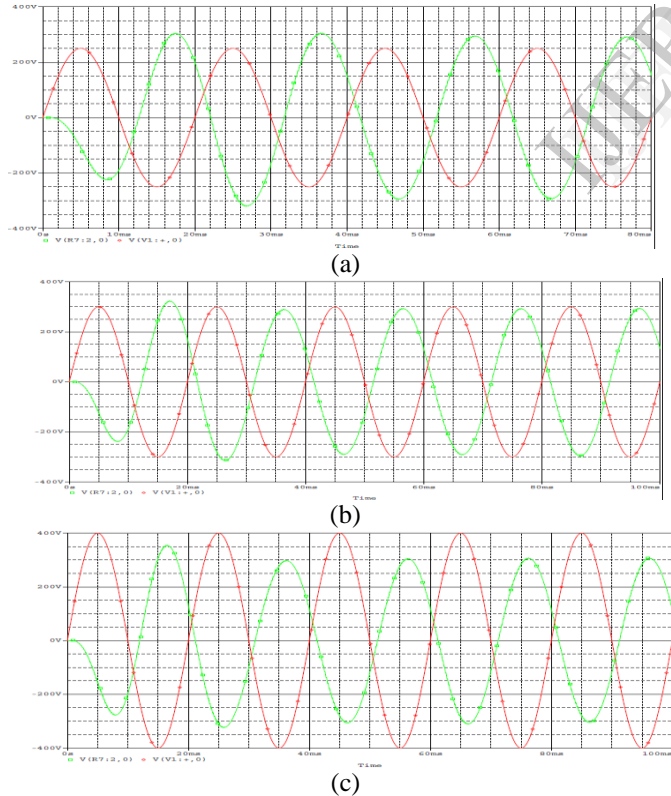 400V
200V
0V
-200V
-400V
0s 10ms 20ms 30ms 40ms 50ms 60ms 70ms 80ms
V(R7:2,0) V(V1:+,0)
Time
(a)
400V
200V
0V
-200V
-400V
0s 20ms 40ms 60ms 80ms 100ms
V(R7:2,0) V(V1:+,0)
Time
(b)
400V
200V
0V
-200V
-400V
0s 20ms 40ms 60ms 80ms 100ms
V(R7:2,0) V(V1:+,0)
Time
(c)